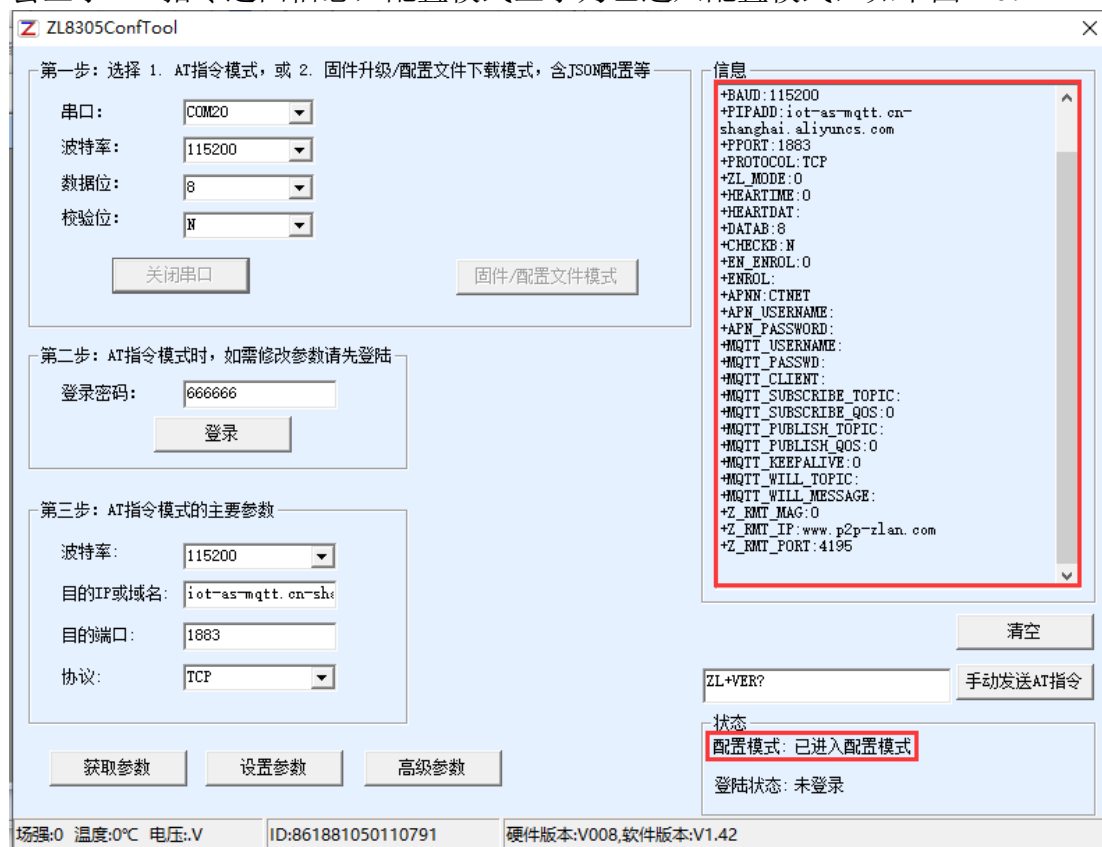 ZL8305ConfTool
第一步：选择 1. AT指令模式，或 2. 固件升级/配置文件下载模式，含JSON配置等
串口： COM20
波特率： 115200
数据位： 8
校验位： N
关闭串口
固件/配置文件模式
第二步：AT指令模式时，如需修改参数请先登陆
登录密码： 666666
登录
第三步：AT指令模式的主要参数
波特率: 115200
目的IP或域名: iot-as-mqtt.cn-sh
目的端口: 1883
协议: TCP
获取参数
设置参数
高级参数
信息
+BAUD:115200
+PIPADD:iot-as-mqtt.cn-
shanghai.aliyuncs.com
+PPORT:1883
+PROTOCOL:TCP
+ZL_MODE:0
+HEARTIME:0
+HEARTDAT:
+DATAB:8
+CHECKB:N
+EN_ENROL:0
+ENROL:
+APNN:CTNET
+APN_USERNAME:
+APN_PASSWORD:
+MQTT_USERNAME:
+MQTT_PASSWD:
+MQTT_CLIENT:
+MQTT_SUBSCRIBE_TOPIC:
+MQTT_SUBSCRIBE_QOS:0
+MQTT_PUBLISH_TOPIC:
+MQTT_PUBLISH_QOS:0
+MQTT_KEEPALIVE:0
+MQTT_WILL_TOPIC:
+MQTT_WILL_MESSAGE:
+Z_RMT_MAG:0
+Z_RMT_IP:www.p2p-zlan.com
+Z_RMT_PORT:4195
清空
ZL+VER?
手动发送AT指令
状态
配置模式: 已进入配置模式
登陆状态: 未登录
场强:0 温度:0℃ 电压:.V
ID:861881050110791
硬件版本:V008,软件版本:V1.42